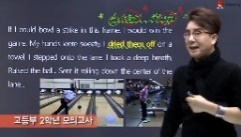 If I could bowl a strike in this frame, I would win the
game. My hands were sweaty. I dried them off on a
towel. I stepped onto the lane. I took a deep breath.
Raised the ball. Saw it rolling down the center of the
lane...
고등부 2학년 모의고사